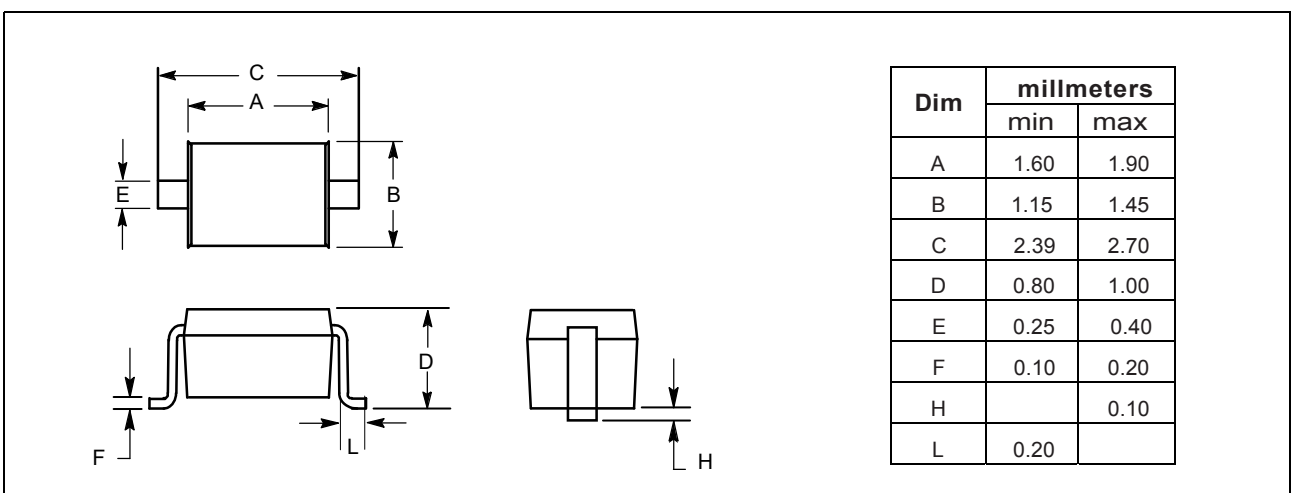 C
A
E
B
D
F
L
H
Dim millmeters
min max
A 1.60 1.90
B 1.15 1.45
C 2.39 2.70
D 0.80 1.00
E 0.25 0.40
F 0.10 0.20
H 0.10
L 0.20